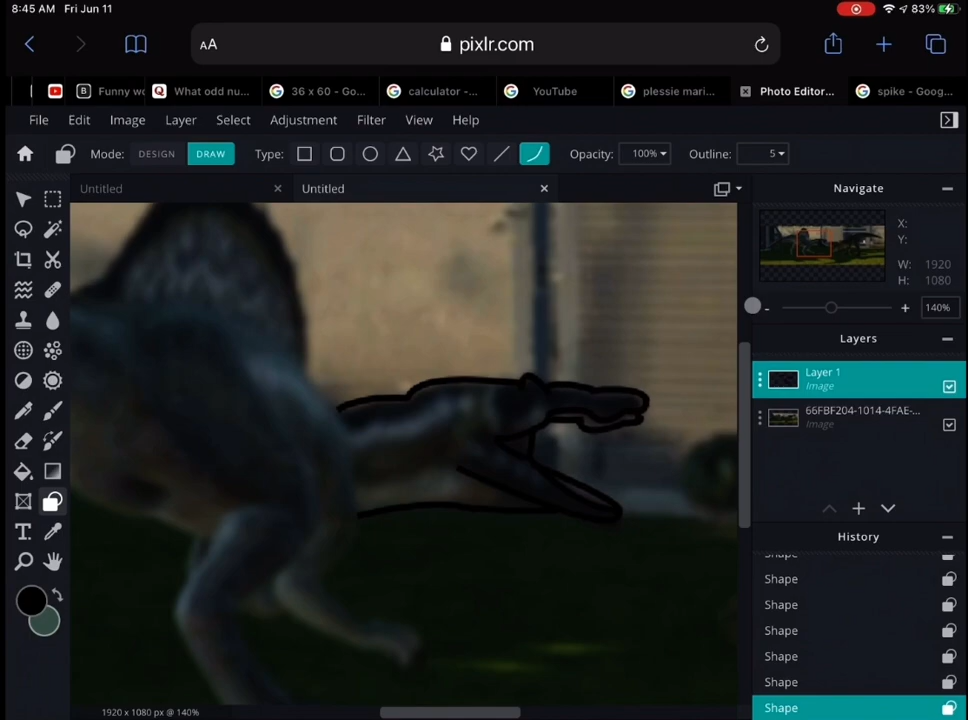 8:45 AM Fri Jun 11
83%
AA
pixlr.com
Funny wo
What odd nu...
36 x 60 - Goo...
calculator -...
YouTube
plessie mari...
Photo Editor...
spike - Goog...
File Edit Image Layer Select Adjustment Filter View Help
Mode: DESIGN DRAW Type: Opacity: 100% Outline: 5
Untitled
Untitled
Navigate
X:
Y:
W: 1920
H: 1080
140%
Layers
Layer 1
Image
66FBF204-1014-4FAE-...
Image
History
Shape
Shape
Shape
Shape
Shape
Shape
Shape
1920 x 1080 px @ 140%